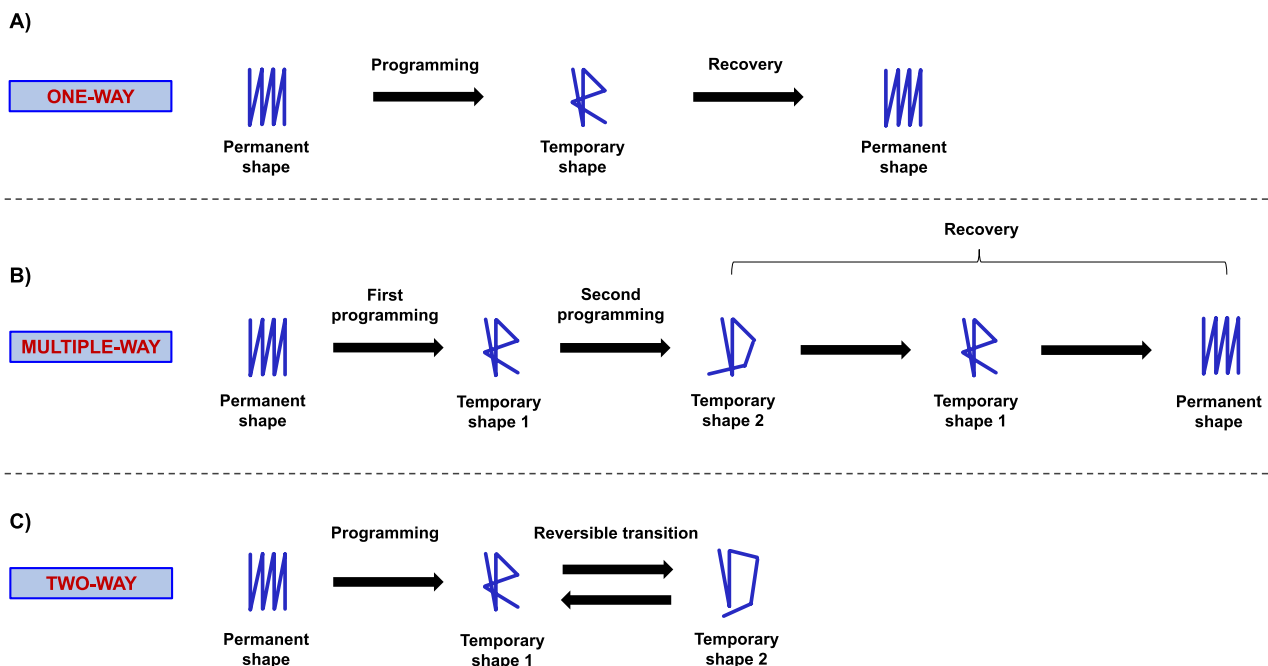 A)
ONE-WAY
Programming
Recovery
Permanent
shape
Temporary
shape
Permanent
shape
B)
MULTIPLE-WAY
Recovery
First
programming
Second
programming
Permanent
shape
Temporary
shape 1
Temporary
shape 2
Temporary
shape 1
Permanent
shape
C)
TWO-WAY
Programming
Reversible transition
Permanent
shape
Temporary
shape 1
Temporary
shape 2